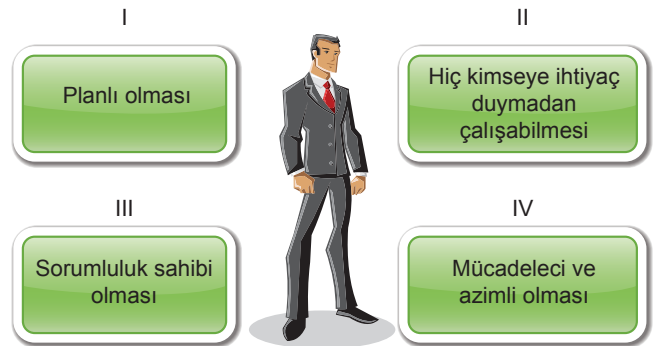 I
Planlı olması
II
Hiç kimseye ihtiyaç
duymadan
çalışabilmesi
III
Sorumluluk sahibi
olması
IV
Mücadeleci ve
azimli olması